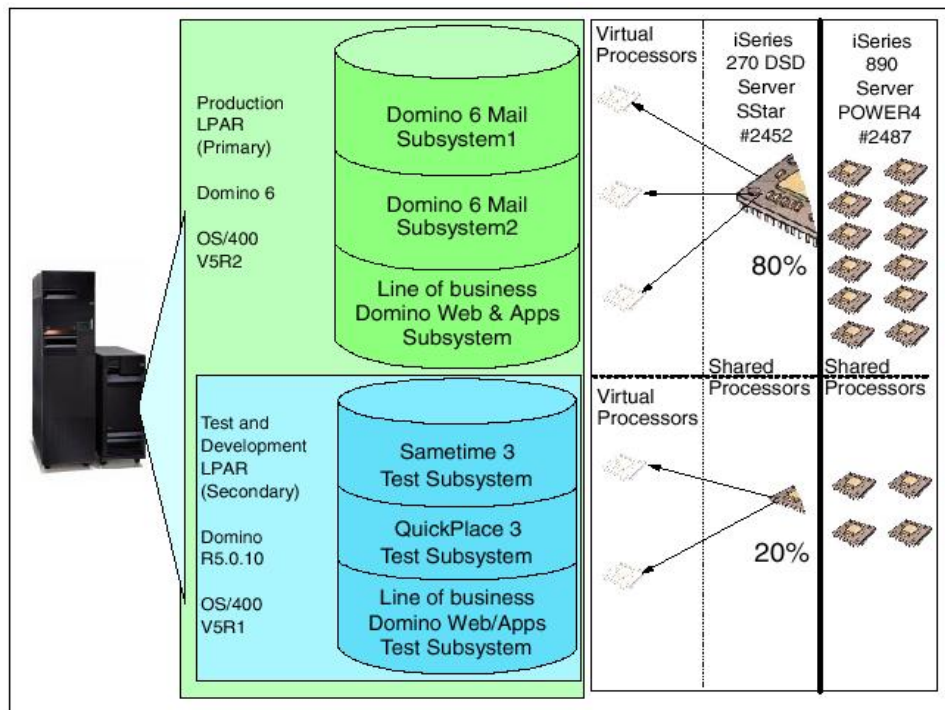 Production
LPAR
(Primary)
Domino 6
OS/400
V5R2
Domino 6 Mail
Subsystem1
Domino 6 Mail
Subsystem2
Line of business
Domino Web & Apps
Subsystem
Virtual
Processors
iSeries
270 DSD
Server
SStar
#2452
iSeries
890
Server
POWER4
#2487
80%
Shared
Processors
Shared
Processors
Test and
Development
LPAR
(Secondary)
Domino
R5.0.10
OS/400
V5R1
Sametime 3
Test Subsystem
QuickPlace 3
Test Subsystem
Line of business
Domino Web/Apps
Test Subsystem
Virtual
Processors
20%